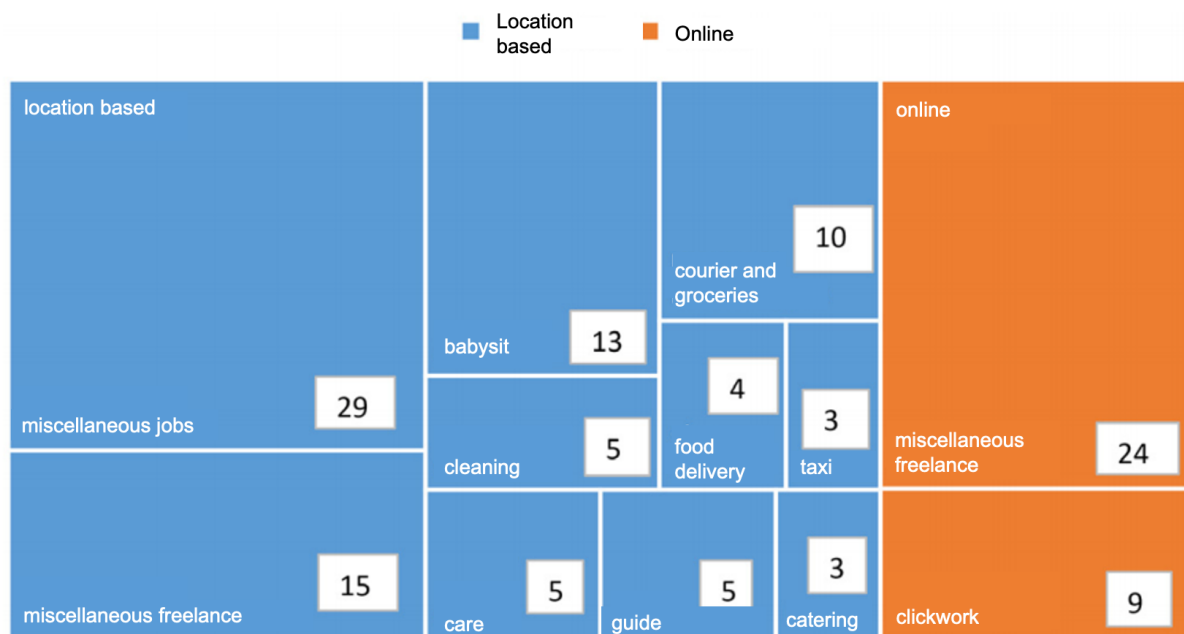 Location
based
Online
location based
29
miscellaneous jobs
15
miscellaneous freelance
13
babysit
5
cleaning
10
courier and
groceries
4
food
delivery
3
taxi
5
care
5
guide
3
catering
online
miscellaneous
freelance
24
clickwork
9